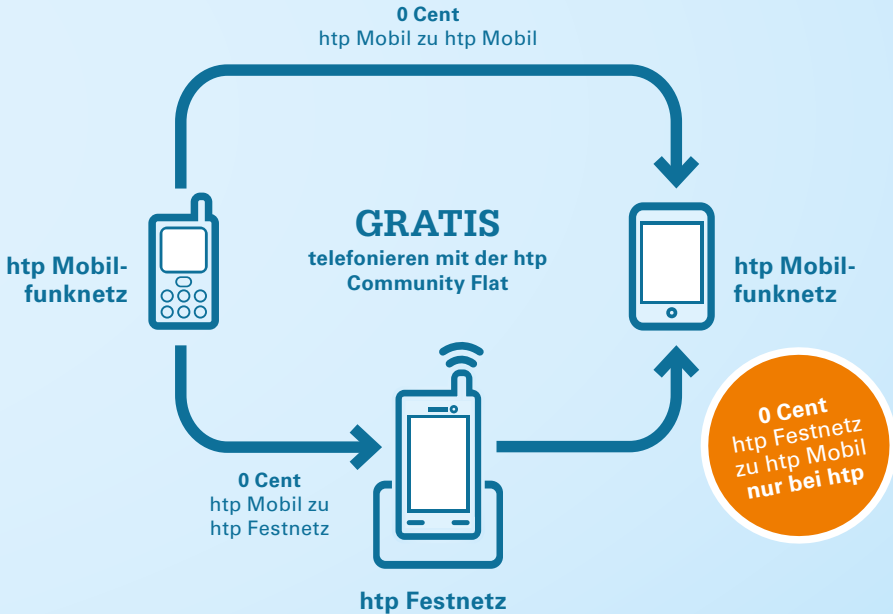 0 Cent
htp Mobil zu htp Mobil
GRATIS
telefonieren mit der htp
Community Flat
htp Mobil-
funknetz
htp Mobil-
funknetz
0 Cent
htp Festnetz
zu htp Mobil
nur bei htp
0 Cent
htp Mobil zu
htp Festnetz
htp Festnetz